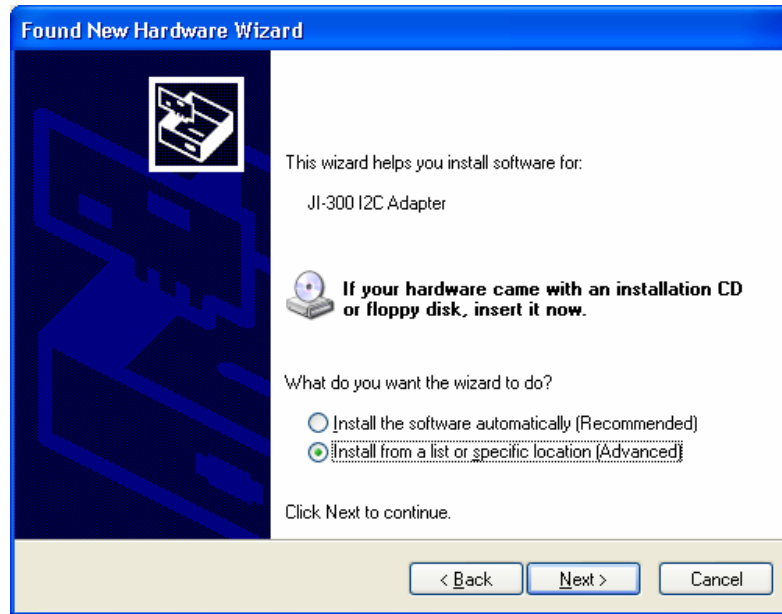 Found New Hardware Wizard
This wizard helps you install software for:
JI-300 I2C Adapter
If your hardware came with an installation CD
or floppy disk, insert it now.
What do you want the wizard to do?
Install the software automatically (Recommended)
Install from a list or specific location (Advanced)
Click Next to continue.
< Back Next > Cancel